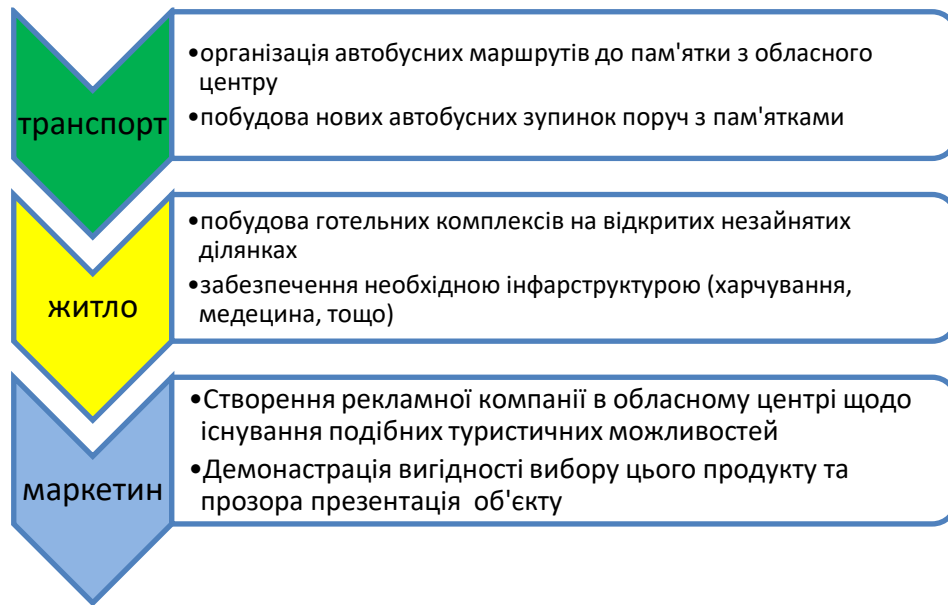 транспорт
•організація автобусних маршрутів до пам'ятки з обласного
центру
•побудова нових автобусних зупинок поруч з пам'ятками
житло
•побудова готельних комплексів на відкритих незайнятих
ділянках
•забезпечення необхідною інфарструктурою (харчування,
медецина, тощо)
маркетин
•Створення рекламної компанії в обласному центрі щодо
існування подібних туристичних можливостей
•Демонастрація вигідності вибору цього продукту та
прозора презентація об'єкту